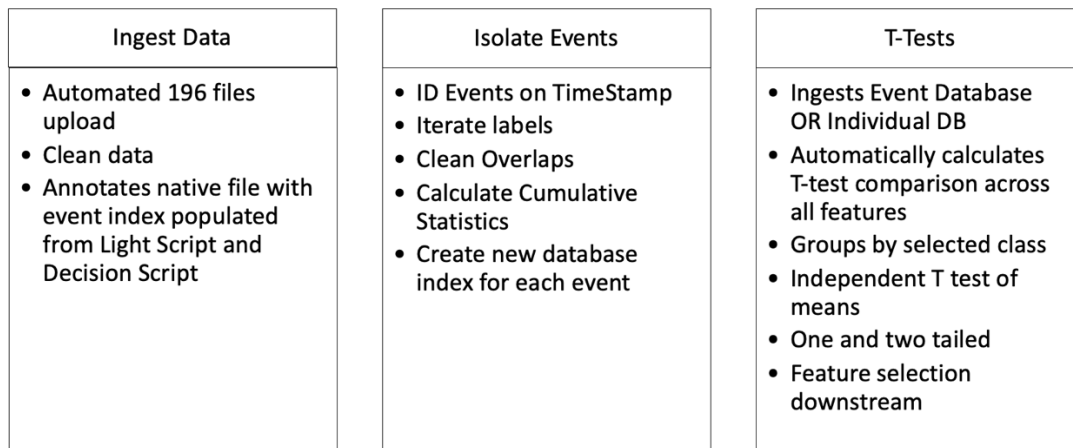 Ingest Data
• Automated 196 files
upload
• Clean data
• Annotates native file with
event index populated
from Light Script and
Decision Script
Isolate Events
• ID Events on TimeStamp
• Iterate labels
• Clean Overlaps
• Calculate Cumulative
Statistics
• Create new database
index for each event
T-Tests
• Ingests Event Database
OR Individual DB
• Automatically calculates
T-test comparison across
all features
• Groups by selected class
• Independent T test of
means
• One and two tailed
• Feature selection
downstream